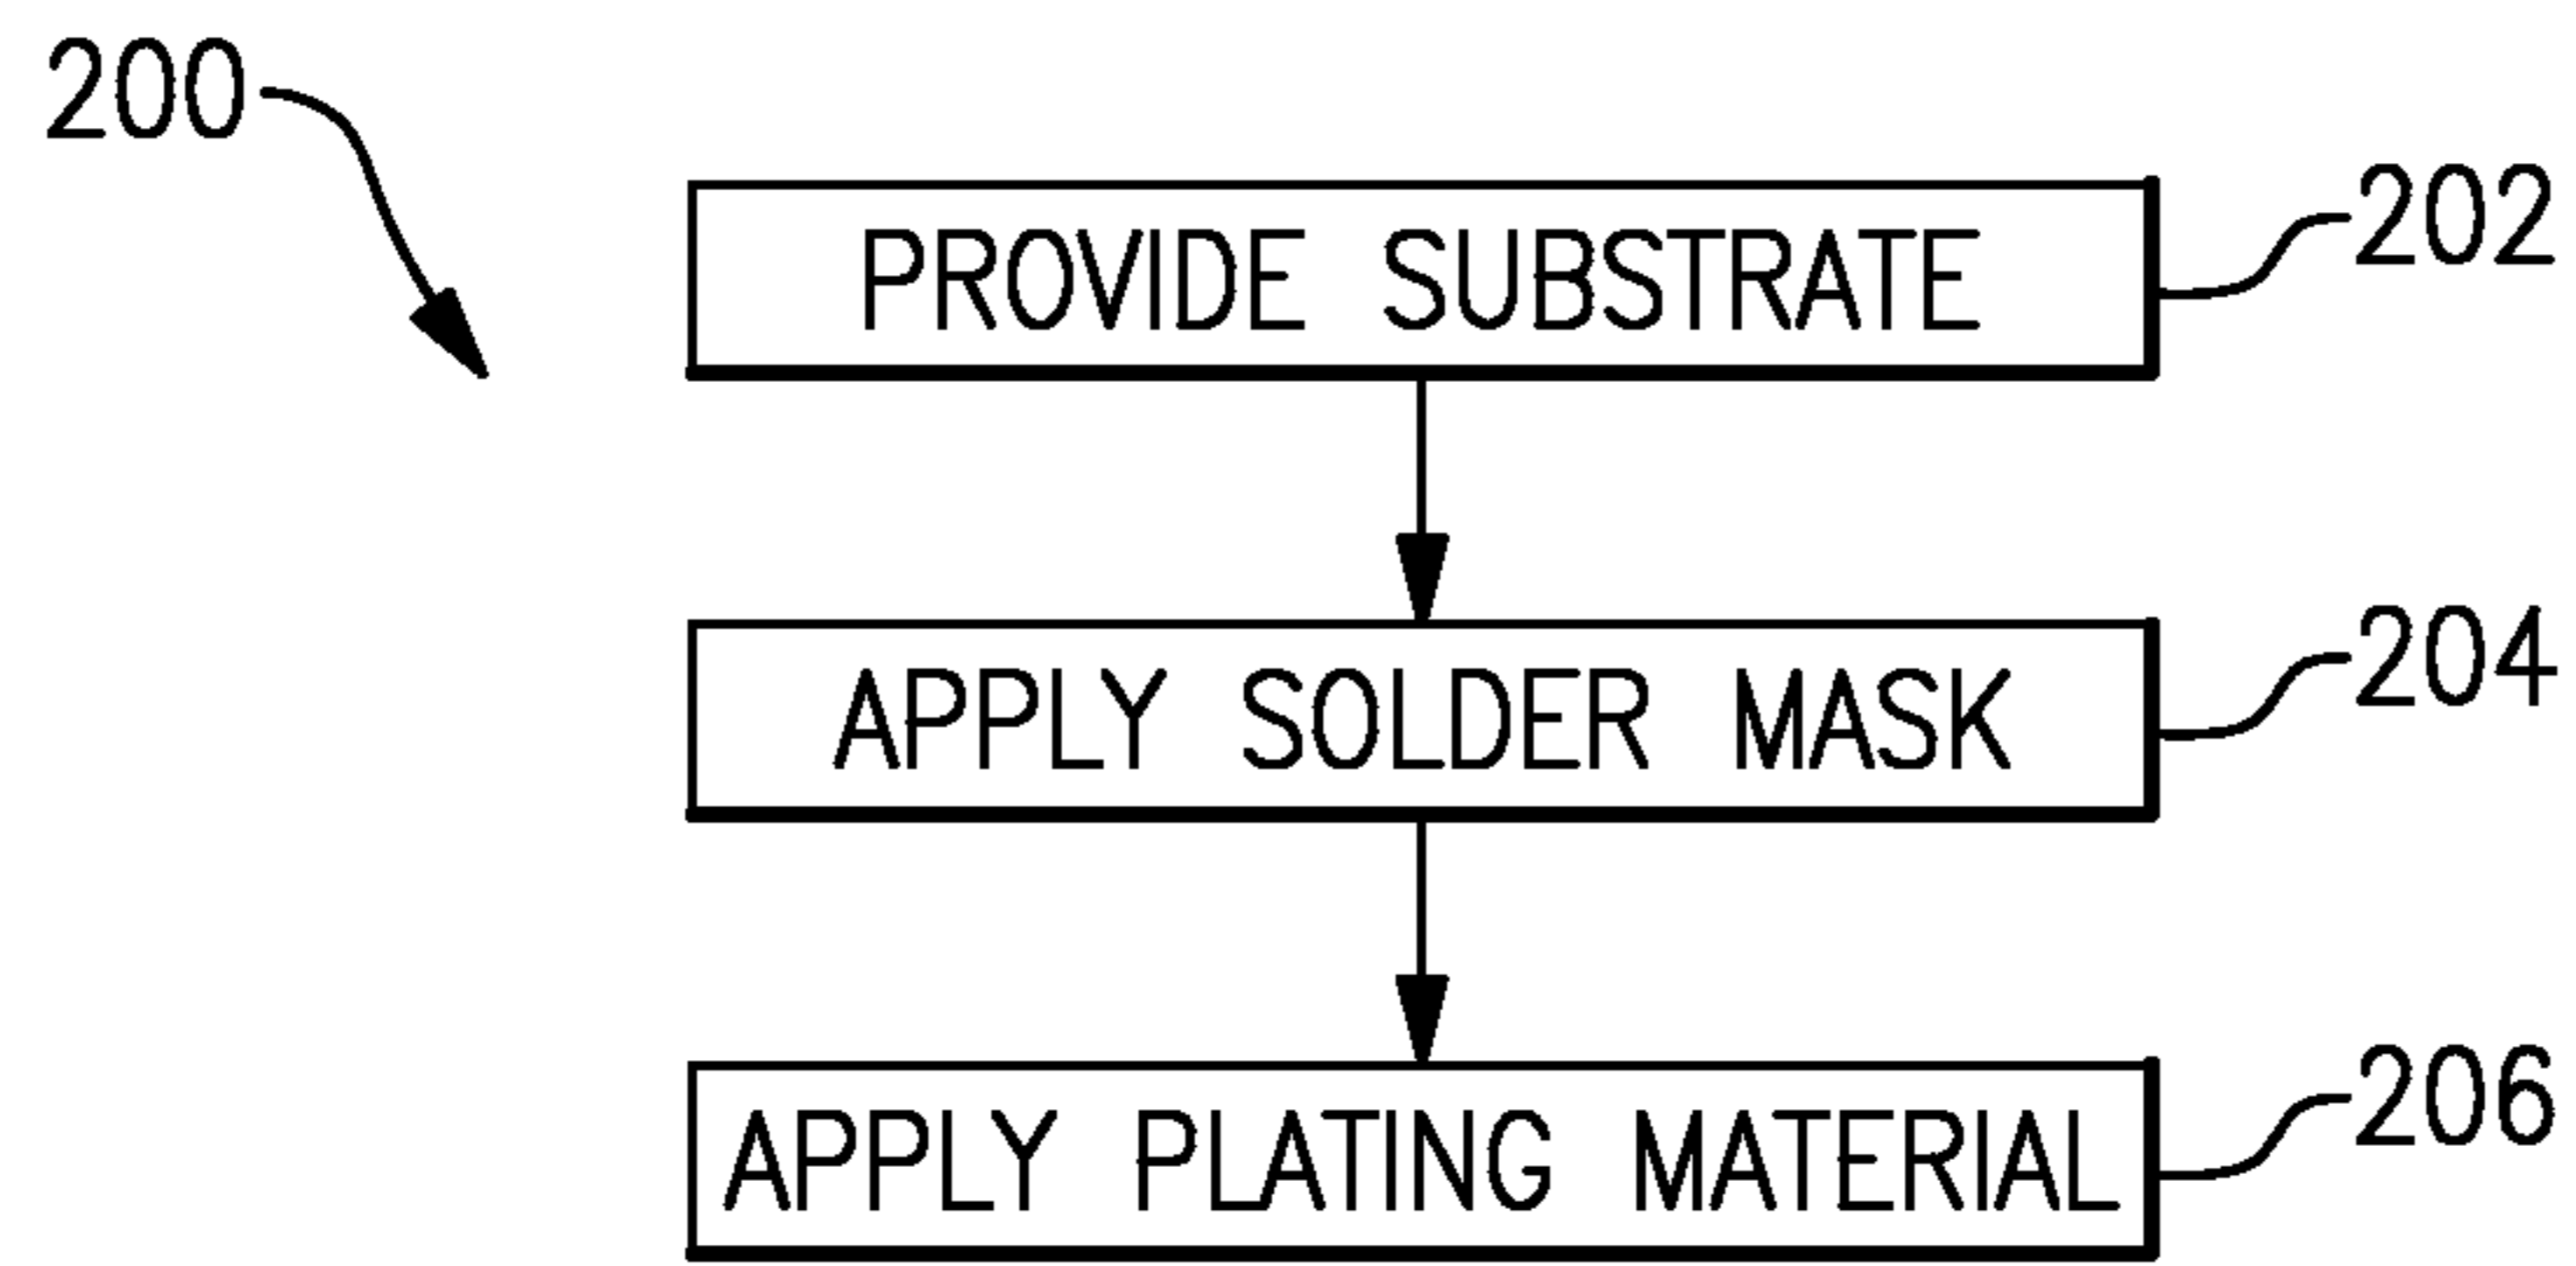 200
PROVIDE SUBSTRATE
202
APPLY SOLDER MASK
204
APPLY PLATING MATERIAL
206